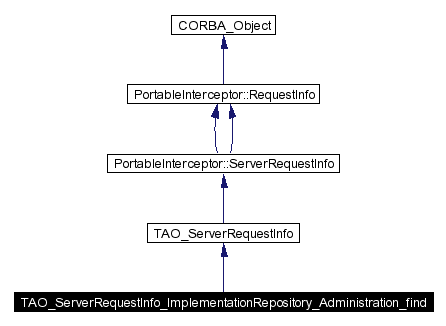 CORBA_Object
PortableInterceptor::RequestInfo
PortableInterceptor::ServerRequestInfo
TAO_ServerRequestInfo
TAO_ServerRequestInfo_ImplementationRepository_Administration_find